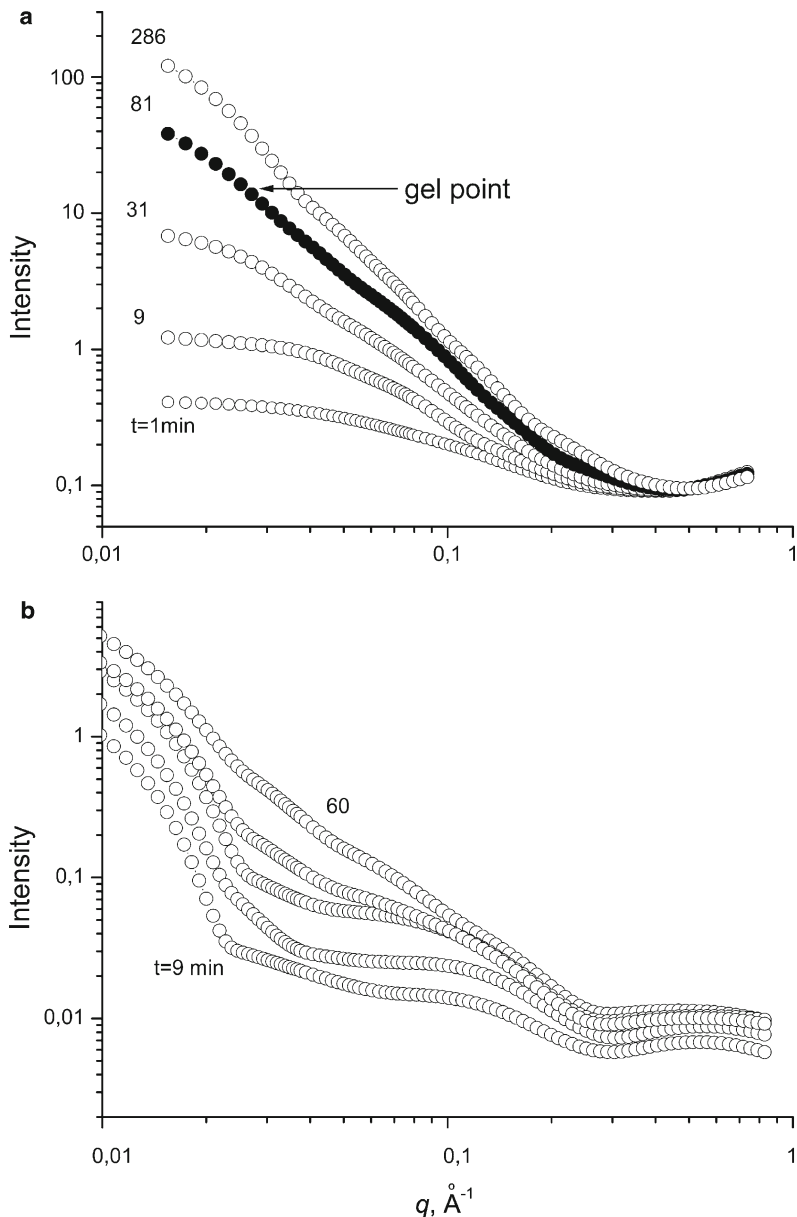 a
286
100
81
gel point
10
31
Intensity
9
1
t=1min
0,1
0,01
0,1
1
b
1
60
Intensity
0,1
t=9 min
0,01
0,01
0,1
1
q, Å⁻¹